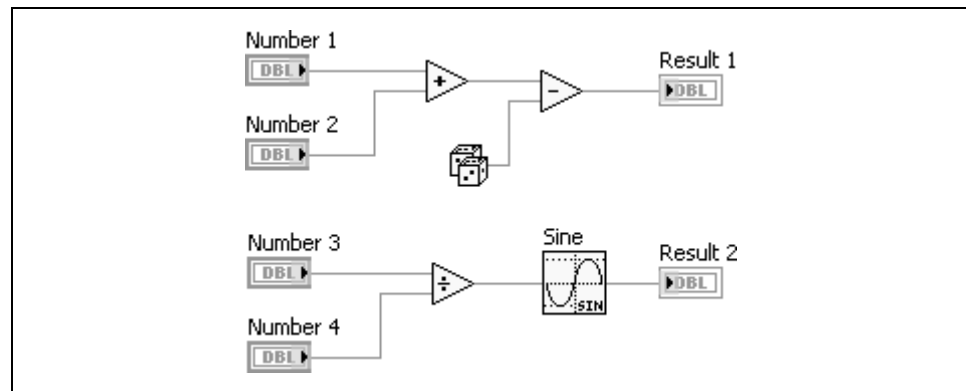 Number 1
DBL
Result 1
DBL
+
-
Number 2
DBL
Number 3
DBL
Sine
SIN
Result 2
DBL
÷
Number 4
DBL